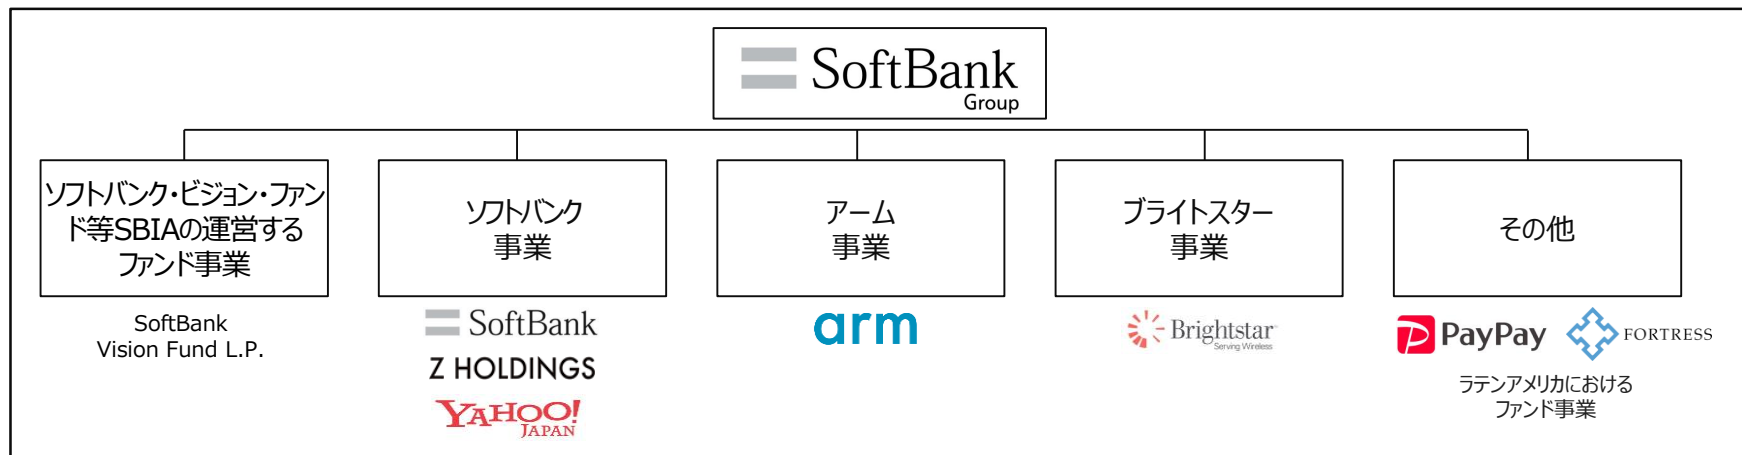 SoftBank
Group
ソフトバンク・ビジョン・ファン
ド等SBIAの運営する
ファンド事業
ソフトバンク
事業
アーム
事業
ブライトスター
事業
その他
SoftBank
Vision Fund L.P.
SoftBank
Z HOLDINGS
YAHOO!
JAPAN
arm
Brightstar
Serving Wireless
PayPay
FORTRESS
ラテンアメリカにおける
ファンド事業